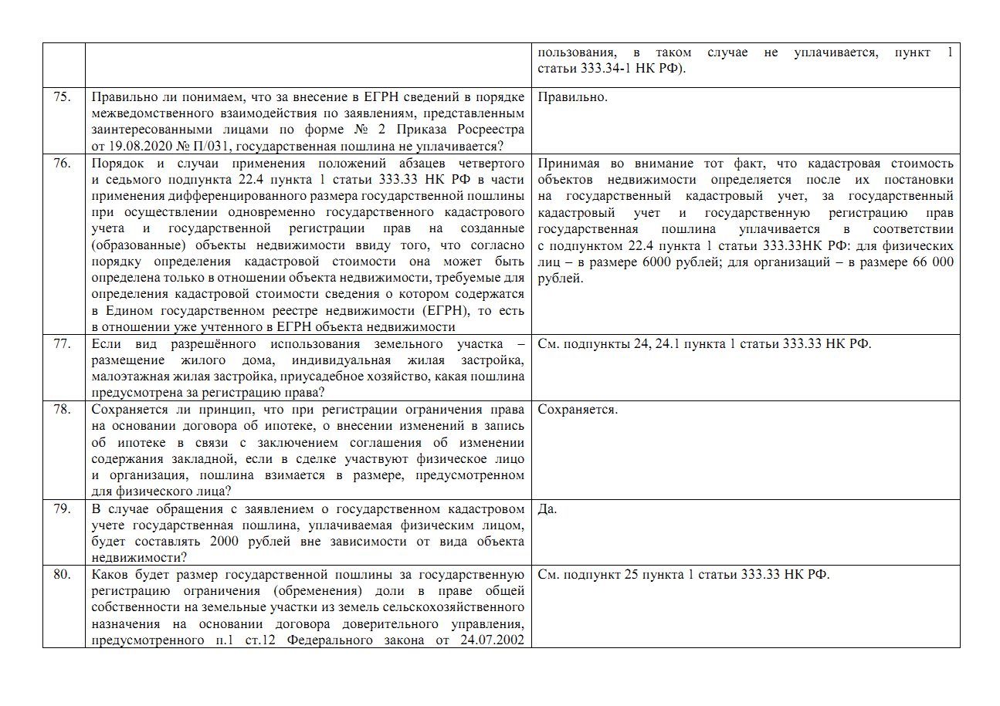 пользования, в таком случае не уплачивается, пункт 1
статьи 333.34-1 НК РФ).
75.
Правильно ли понимаем, что за внесение в ЕГРН сведений в порядке
межведомственного взаимодействия по заявлениям, представленным
заинтересованными лицами по форме № 2 Приказа Росреестра
от 19.08.2020 № П/031, государственная пошлина не уплачивается?
Правильно.
76.
Порядок и случаи применения положений абзацев четвертого
и седьмого подпункта 22.4 пункта 1 статьи 333.33 НК РФ в части
применения дифференцированного размера государственной пошлины
при осуществлении одновременно государственного кадастрового
учета и государственной регистрации прав на созданные
(образованные) объекты недвижимости ввиду того, что согласно
порядку определения кадастровой стоимости она может быть
определена только в отношении объекта недвижимости, требуемые для
определения кадастровой стоимости сведения о котором содержатся
в Едином государственном реестре недвижимости (ЕГРН), то есть
в отношении уже учтенного в ЕГРН объекта недвижимости
Принимая во внимание тот факт, что кадастровая стоимость
объектов недвижимости определяется после их постановки
на государственный кадастровый учет, за государственный
кадастровый учет и государственную регистрацию прав
государственная пошлина уплачивается в соответствии
с подпунктом 22.4 пункта 1 статьи 333.33НК РФ: для физических
лиц – в размере 6000 рублей; для организаций – в размере 66 000
рублей.
77.
Если вид разрешённого использования земельного участка –
размещение жилого дома, индивидуальная жилая застройка,
малоэтажная жилая застройка, приусадебное хозяйство, какая пошлина
предусмотрена за регистрацию права?
См. подпункты 24, 24.1 пункта 1 статьи 333.33 НК РФ.
78.
Сохраняется ли принцип, что при регистрации ограничения права
на основании договора об ипотеке, о внесении изменений в запись
об ипотеке в связи с заключением соглашения об изменении
содержания закладной, если в сделке участвуют физическое лицо
и организация, пошлина взимается в размере, предусмотренном
для физического лица?
Сохраняется.
79.
В случае обращения с заявлением о государственном кадастровом
учете государственная пошлина, уплачиваемая физическим лицом,
будет составлять 2000 рублей вне зависимости от вида объекта
недвижимости?
Да.
80.
Каков будет размер государственной пошлины за государственную
регистрацию ограничения (обременения) доли в праве общей
собственности на земельные участки из земель сельскохозяйственного
назначения на основании договора доверительного управления,
предусмотренного п.1 ст.12 Федерального закона от 24.07.2002
См. подпункт 25 пункта 1 статьи 333.33 НК РФ.